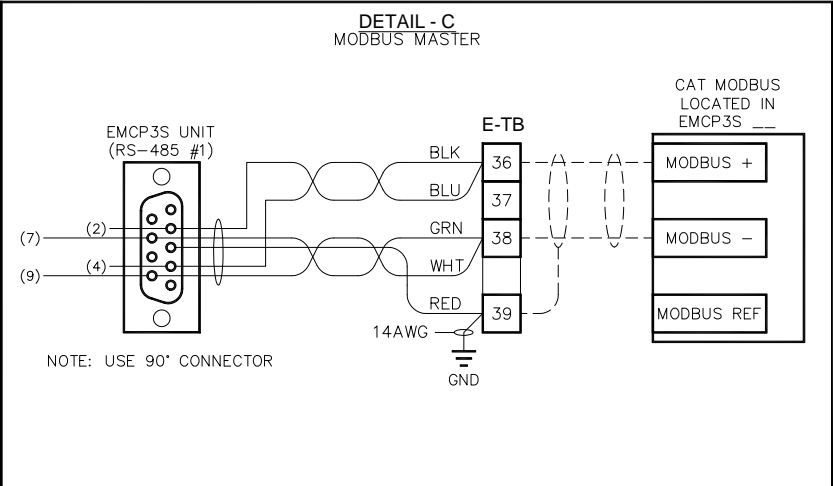 DETAIL - C
MODBUS MASTER
CAT MODBUS
LOCATED IN
EMCP3S __
EMCP3S UNIT
(RS-485 #1)
E-TB
BLK
36
MODBUS +
BLU
37
(2)
(7)
GRN
38
MODBUS -
(4)
(9)
WHT
RED
39
MODBUS REF
14AWG
NOTE: USE 90° CONNECTOR
GND